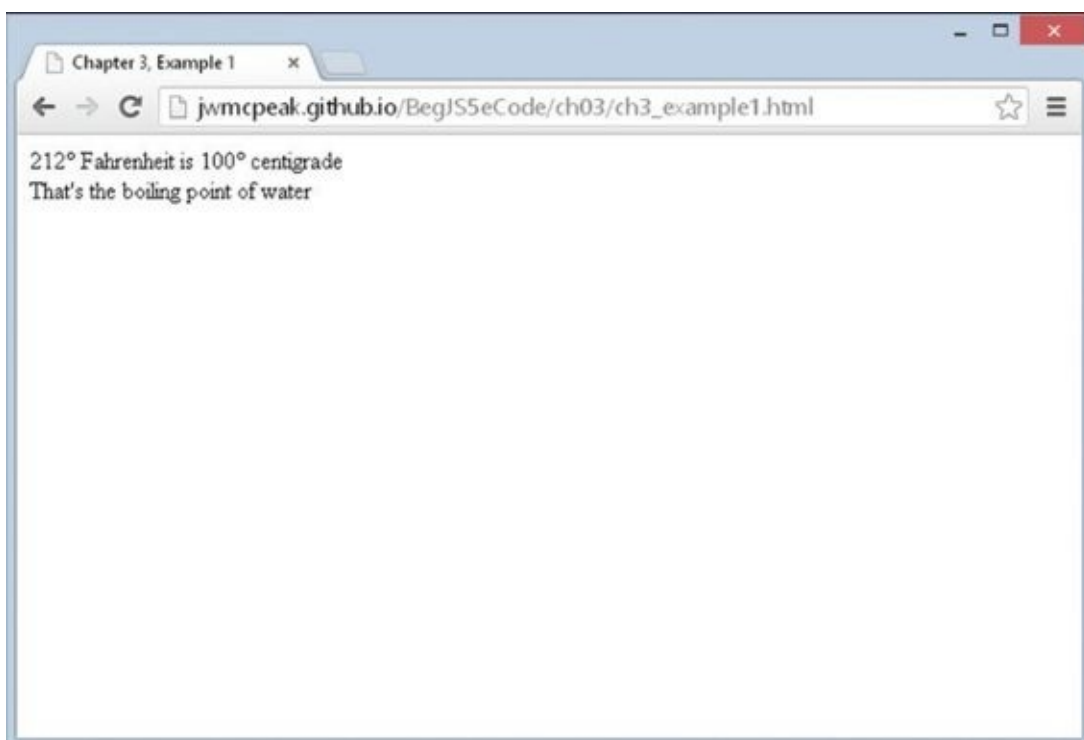 Chapter 3, Example 1
jwmcpeak.github.io/BegJS5eCode/ch03/ch3_example1.html
212° Fahrenheit is 100° centigrade
That's the boiling point of water